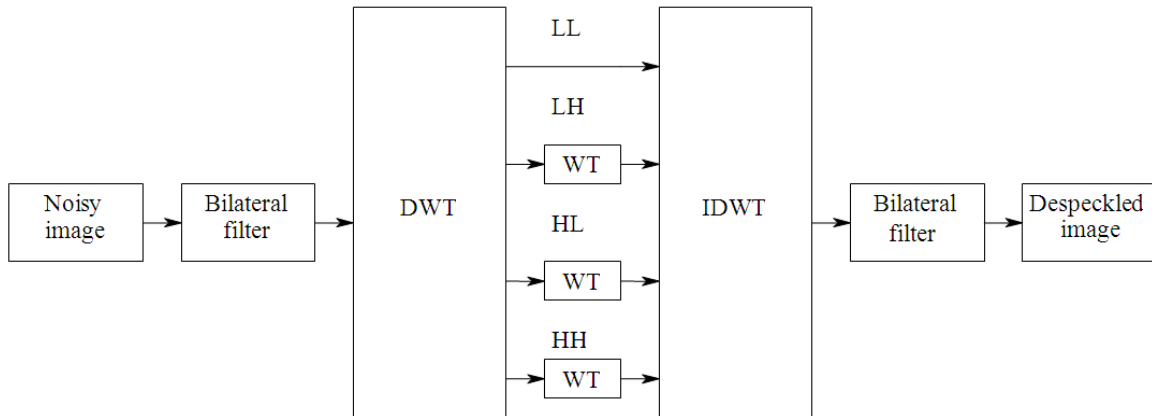 Noisy
image
Bilateral
filter
DWT
LL
LH
WT
HL
WT
HH
WT
IDWT
Bilateral
filter
Despeckled
image